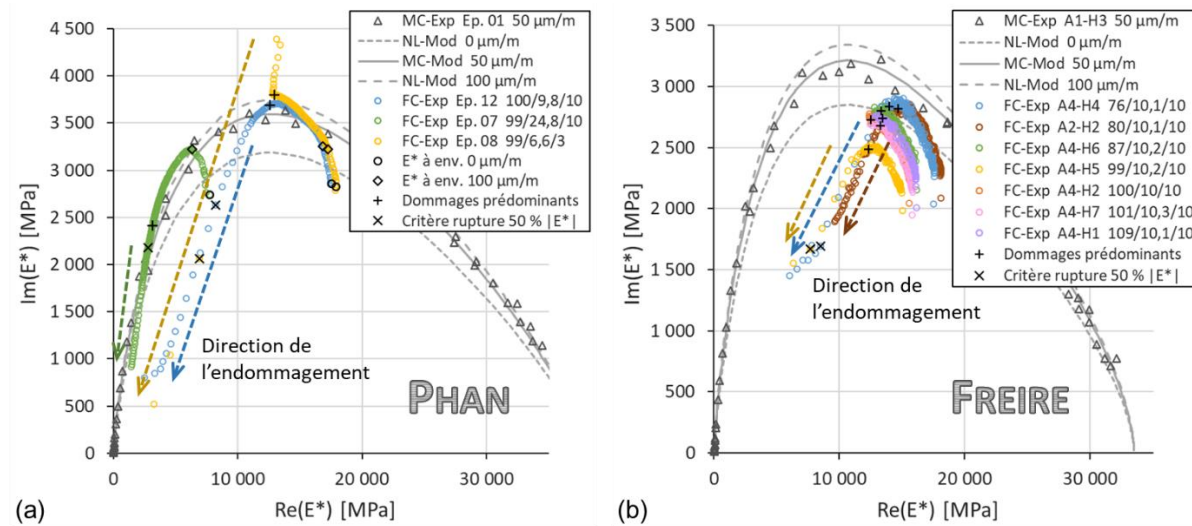 4 500
4 000
3 500
3 000
2 500
2 000
1 500
1 000
500
0
Im(E*) [MPa]
0
10 000
20 000
30 000
Re(E*) [MPa]
MC-Exp Ep. 01 50 µm/m
NL-Mod 0 µm/m
MC-Mod 50 µm/m
NL-Mod 100 µm/m
FC-Exp Ep. 12 100/9,8/10
FC-Exp Ep. 07 99/24,8/10
FC-Exp Ep. 08 99/6,6/3
E* à env. 0 µm/m
E* à env. 100 µm/m
Dommages prédominants
Critère rupture 50 % |E*|
Direction de
l'endommagement
PHAN
(a)
3 500
3 000
2 500
2 000
1 500
1 000
500
0
Im(E*) [MPa]
0
10 000
20 000
30 000
Re(E*) [MPa]
MC-Exp A1-H3 50 µm/m
NL-Mod 0 µm/m
MC-Mod 50 µm/m
NL-Mod 100 µm/m
FC-Exp A4-H4 76/10,1/10
FC-Exp A2-H2 80/10,1/10
FC-Exp A4-H6 87/10,2/10
FC-Exp A4-H5 99/10,2/10
FC-Exp A4-H2 100/10/10
FC-Exp A4-H7 101/10,3/10
FC-Exp A4-H1 109/10,1/10
Dommages prédominants
Critère rupture 50 % |E*|
Direction de
l'endommagement
FREIRE
(b)